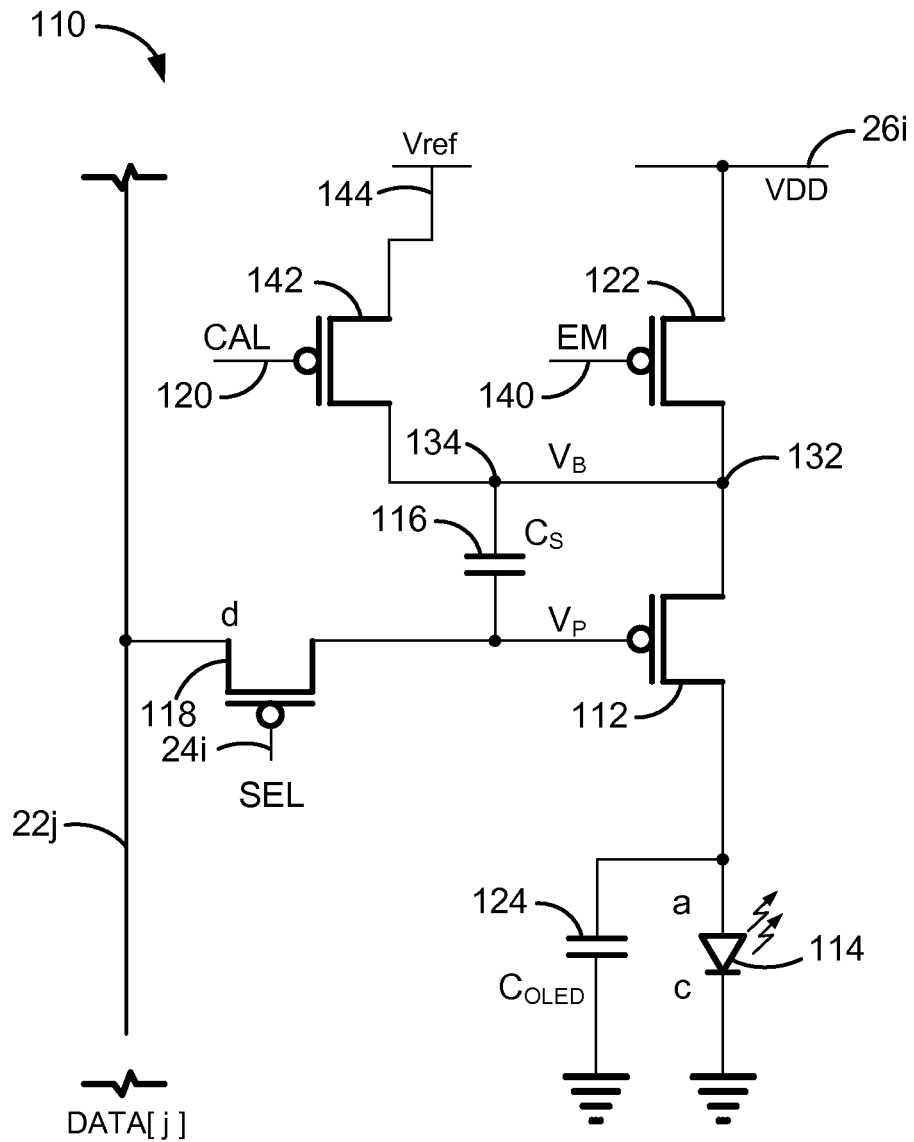 110
Vref
26i
144
VDD
142
122
CAL
EM
120
140
134
V_B
132
116
C_S
d
V_P
118
112
24i
SEL
22j
124
a
114
C_OLED
c
DATA[ j ]